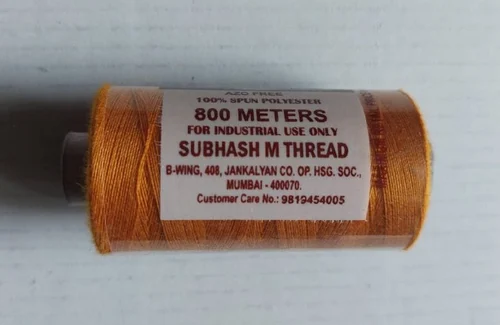 AZO FREE
100% SPUN POLYESTER
800 METERS
FOR INDUSTRIAL USE ONLY
SUBHASH M THREAD
B-WING, 408, JANKALYAN CO. OP. HSG. SOC.,
MUMBAI - 400070.
Customer Care No.: 9819454005